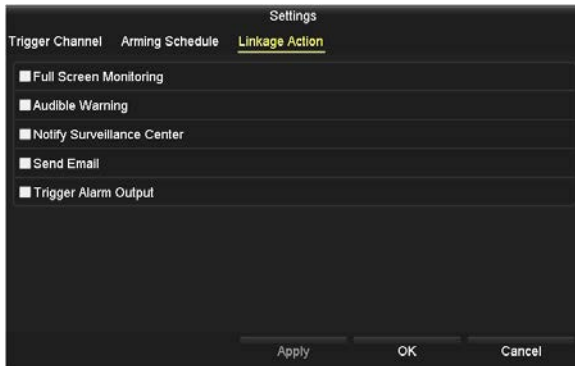 Settings
Trigger Channel Arming Schedule Linkage Action
Full Screen Monitoring
Audible Warning
Notify Surveillance Center
Send Email
Trigger Alarm Output
Apply OK Cancel